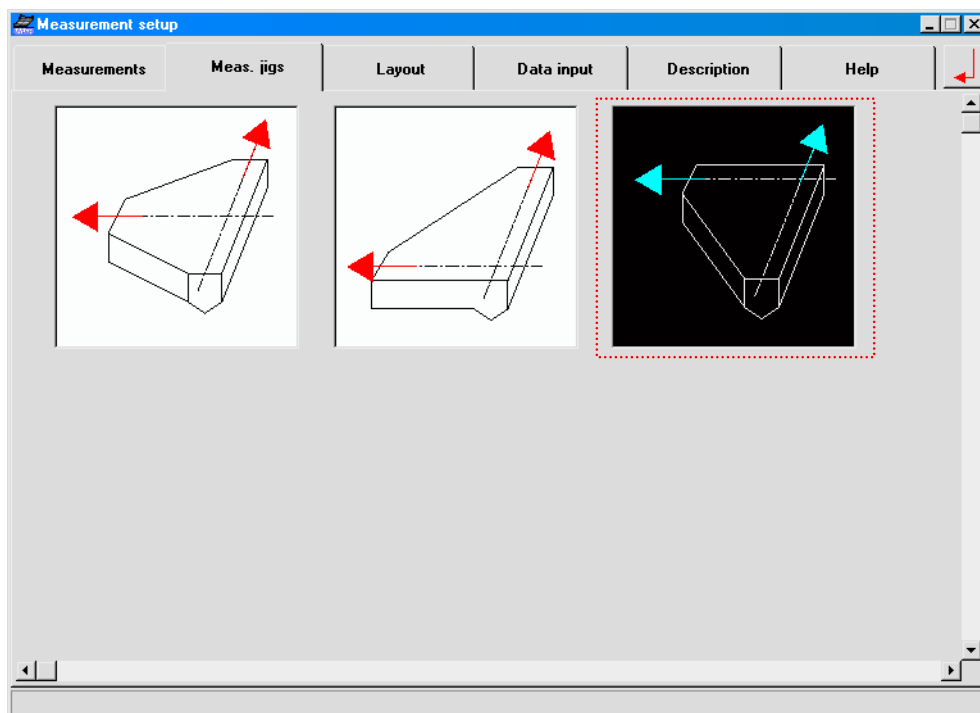 Measurement setup
Measurements
Meas. jigs
Layout
Data input
Description
Help